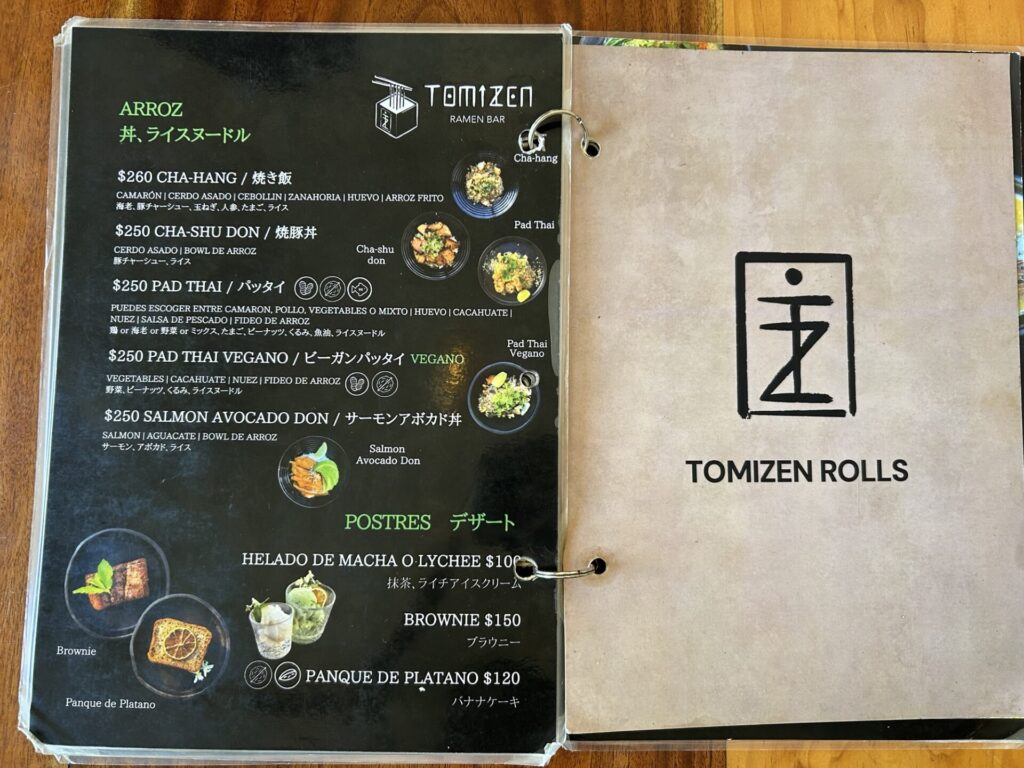 ARROZ
丼、ライスヌードル
TOMIZEN
RAMEN BAR
$260 CHA-HANG / 焼き飯
CAMARÓN | CERDO ASADO | CEBOLLIN | ZANAHORIA | HUEVO | ARROZ FRITO
海老、豚チャーシュー、玉ねぎ、人参、たまご、ライス
Cha-hang
$250 CHA-SHU DON / 焼豚丼
CERDO ASADO | BOWL DE ARROZ
豚チャーシュー、ライス
Cha-shu
don
Pad Thai
$250 PAD THAI / パッタイ
PUEDES ESCOGER ENTRE CAMARON, POLLO, VEGETABLES O MIXTO | HUEVO | CACAHUATE |
NUEZ | SALSA DE PESCADO | FIDEO DE ARROZ
鶏 or 海老 or 野菜 or ミックス、たまご、ピーナッツ、くるみ、魚油、ライスヌードル
$250 PAD THAI VEGANO / ビーガンパッタイ VEGANO
VEGETABLES | CACAHUATE | NUEZ | FIDEO DE ARROZ
野菜、ピーナッツ、くるみ、ライスヌードル
Pad Thai
Vegano
$250 SALMON AVOCADO DON / サーモンアボカド丼
SALMON | AGUACATE | BOWL DE ARROZ
サーモン、アボカド、ライス
Salmon
Avocado Don
POSTRES デザート
HELADO DE MACHA O LYCHEE $100
抹茶、ライチアイスクリーム
BROWNIE $150
ブラウニー
PANQUE DE PLATANO $120
バナナケーキ
Brownie
Panque de Platano
TOMIZEN ROLLS